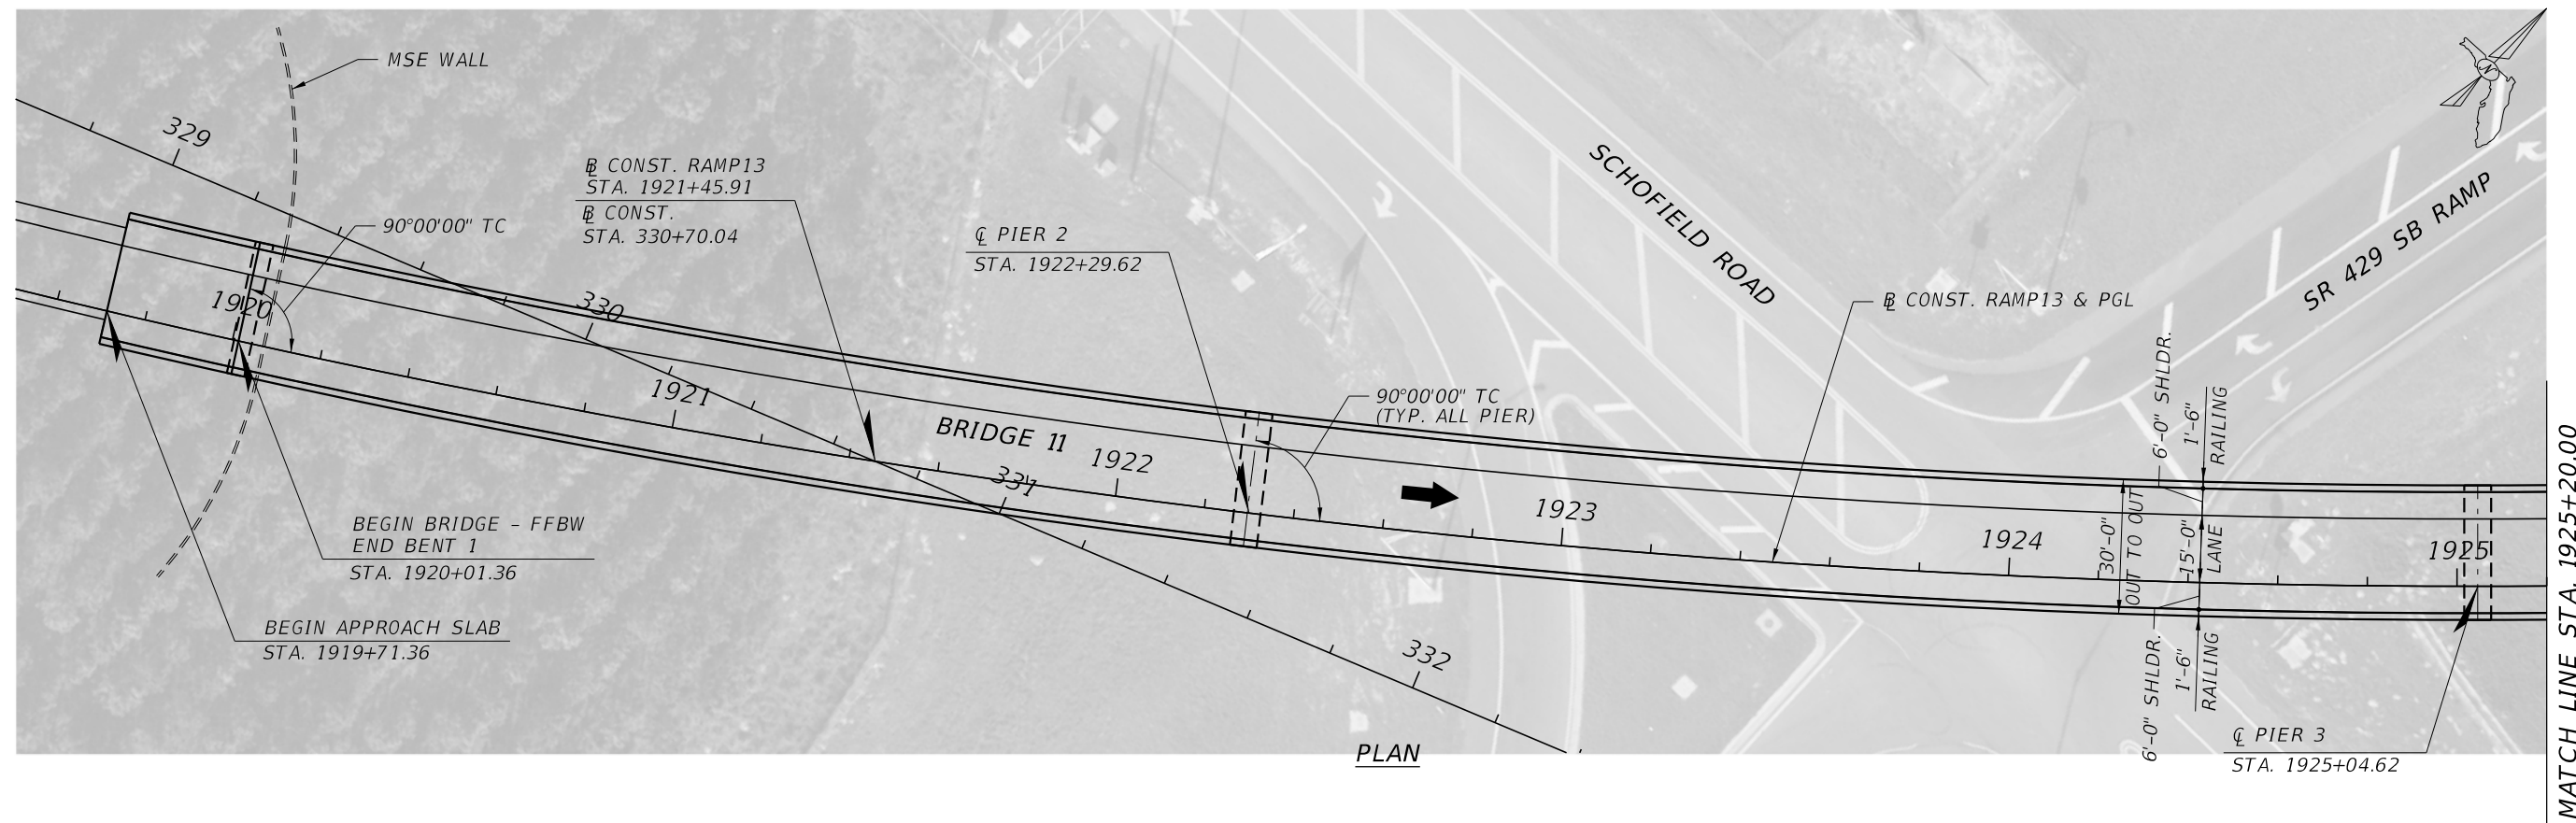 MSE WALL
329
90°00'00" TC
℄ CONST. RAMP13
STA. 1921+45.91
℄ CONST.
STA. 330+70.04
℄ PIER 2
STA. 1922+29.62
SCHOFIELD ROAD
SR 429 SB RAMP
N
1920
330
1921
BRIDGE 11
1922
331
90°00'00" TC
(TYP. ALL PIER)
1923
℄ CONST. RAMP13 & PGL
1924
6'-0" SHLDR.
1'-6"
RAILING
30'-0"
OUT TO OUT
15'-0"
LANE
6'-0" SHLDR.
1'-6"
RAILING
1925
MATCH LINE STA. 1925+20.00
BEGIN BRIDGE - FFBW
END BENT 1
STA. 1920+01.36
BEGIN APPROACH SLAB
STA. 1919+71.36
332
℄ PIER 3
STA. 1925+04.62
PLAN